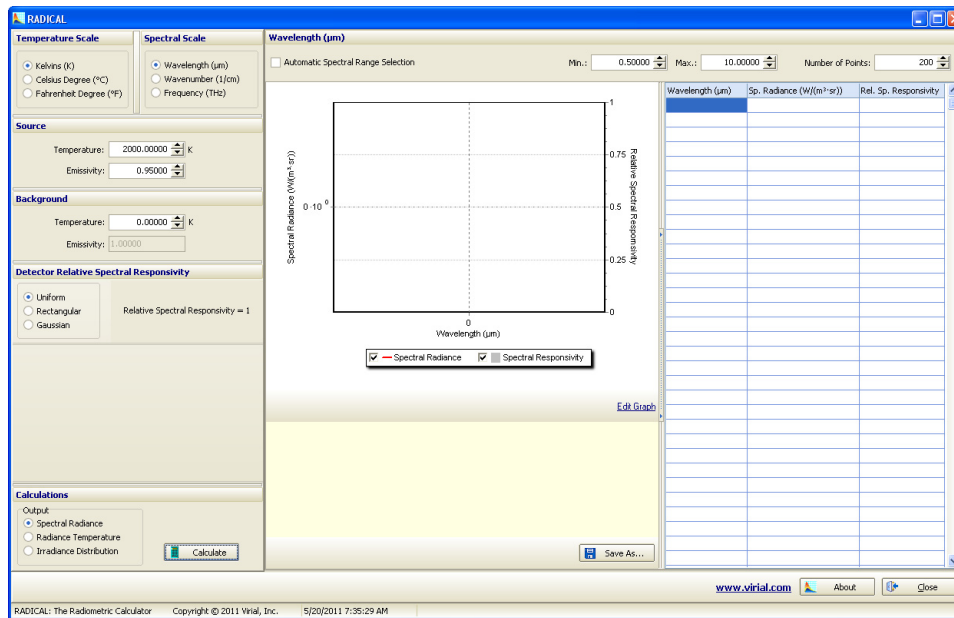 RADICAL
Temperature Scale
Kelvins (K)
Celsius Degree (°C)
Fahrenheit Degree (°F)
Spectral Scale
Wavelength (µm)
Wavenumber (1/cm)
Frequency (THz)
Source
Temperature: 2000.00000 K
Emissivity: 0.95000
Background
Temperature: 0.00000 K
Emissivity: 1.00000
Detector Relative Spectral Responsivity
Uniform
Rectangular
Gaussian
Relative Spectral Responsivity = 1
Calculations
Output
Spectral Radiance
Radiance Temperature
Irradiance Distribution
Calculate
Wavelength (µm)
Automatic Spectral Range Selection
Min.: 0.50000 Max.: 10.00000 Number of Points: 200
Spectral Radiance (W/(m³·sr))
0·10⁰
1
0.75
0.5
0.25
0
Relative Spectral Responsivity
0
Wavelength (µm)
Spectral Radiance Spectral Responsivity
Edit Graph
Save As...
Wavelength (µm) Sp. Radiance (W/(m³·sr)) Rel. Sp. Responsivity
www.virial.com About Close
RADICAL: The Radiometric Calculator Copyright © 2011 Virial, Inc. 5/20/2011 7:35:29 AM